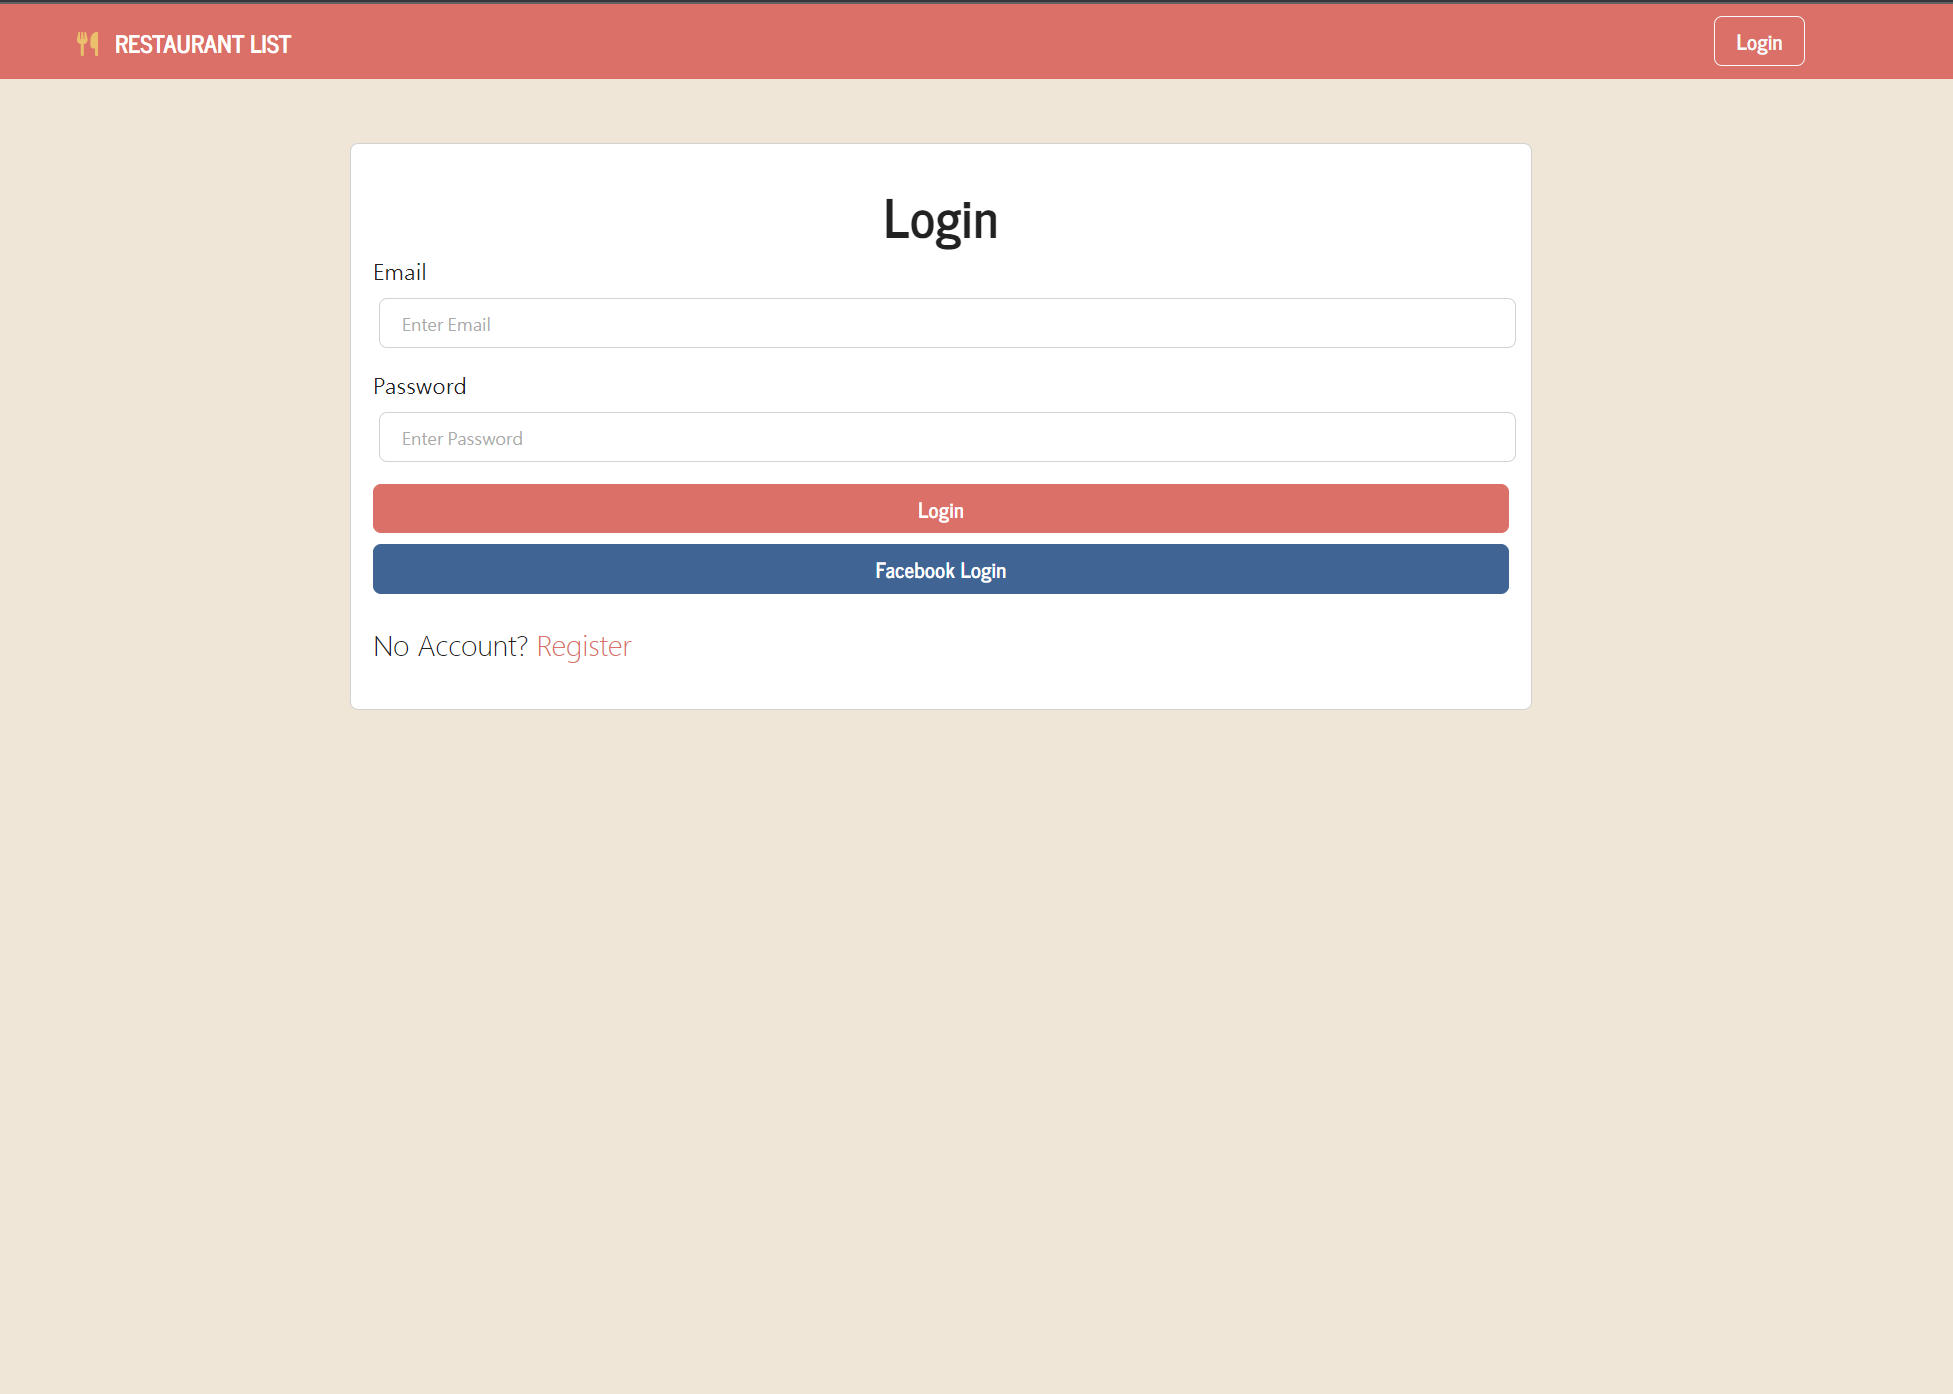 RESTAURANT LIST
Login
Login
Email
Enter Email
Password
Enter Password
Login
Facebook Login
No Account? Register